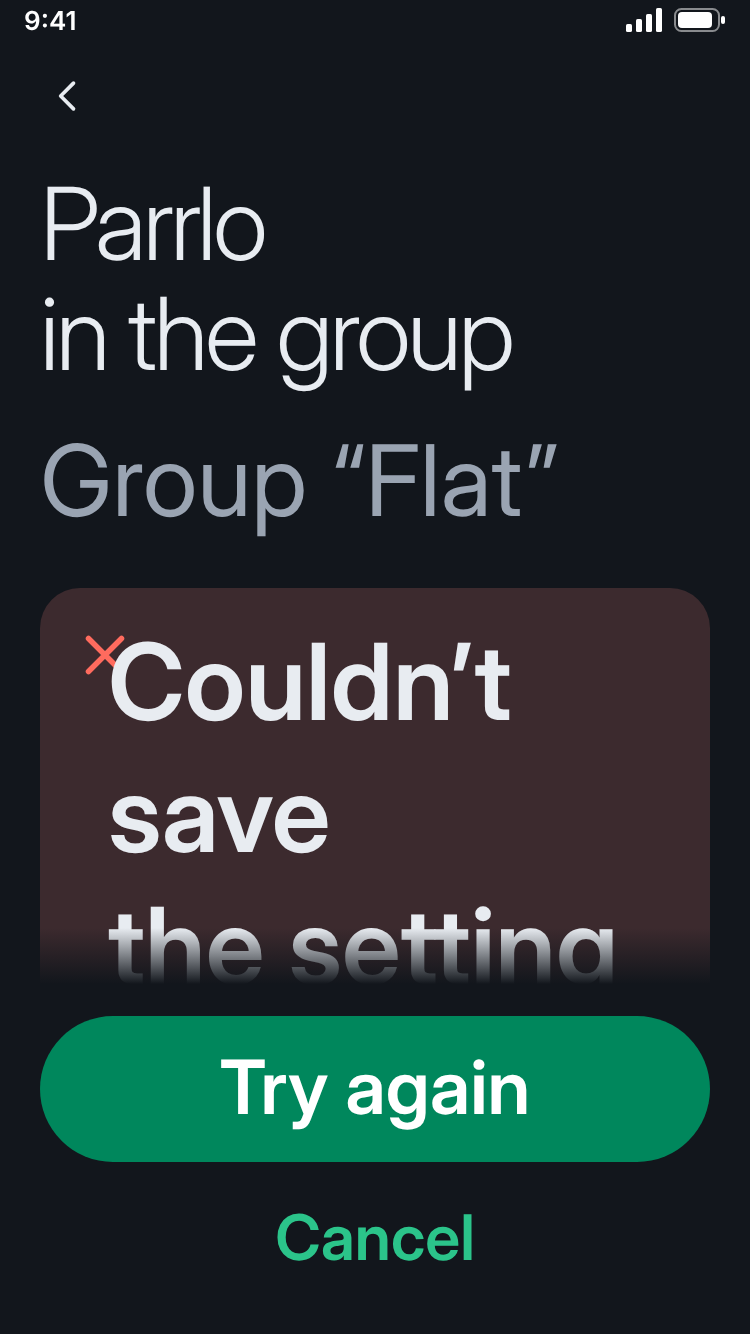 9:41
Parrlo
in the group
Group “Flat”
Couldn’t
save
the setting
Try again
Cancel